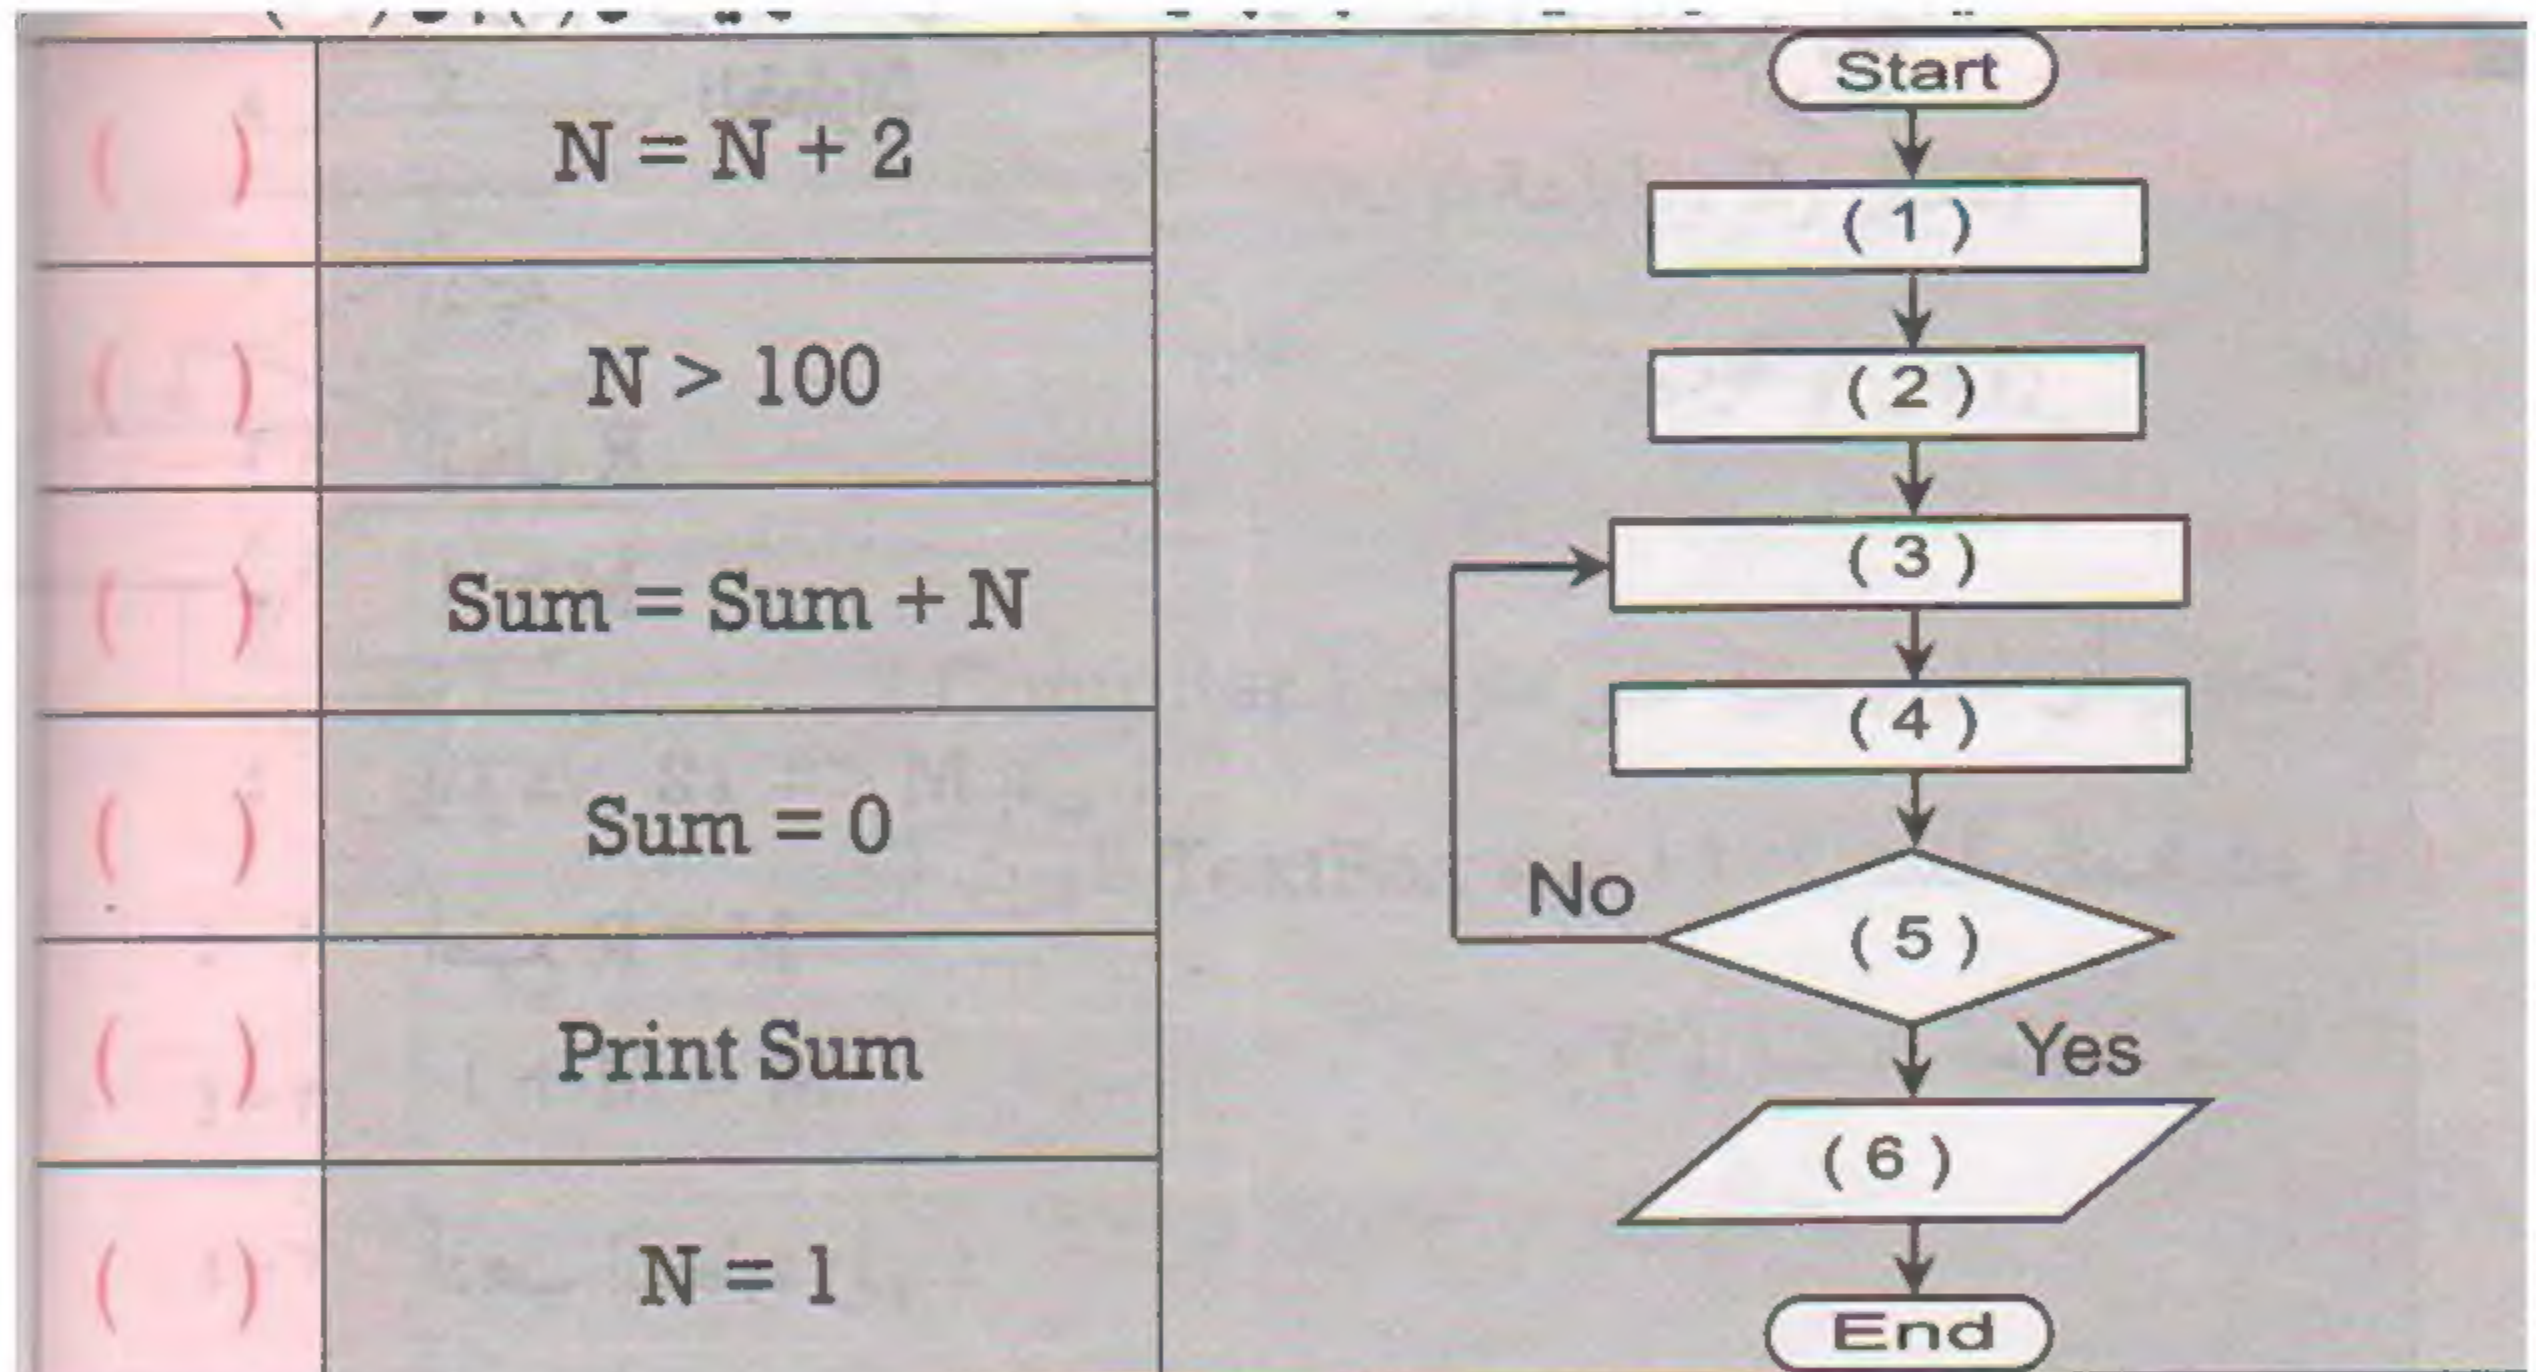 ( ) N = N + 2
( ) N > 100
( ) Sum = Sum + N
( ) Sum = 0
( ) Print Sum
( ) N = 1
Start
( 1 )
( 2 )
( 3 )
( 4 )
No
( 5 )
Yes
( 6 )
End